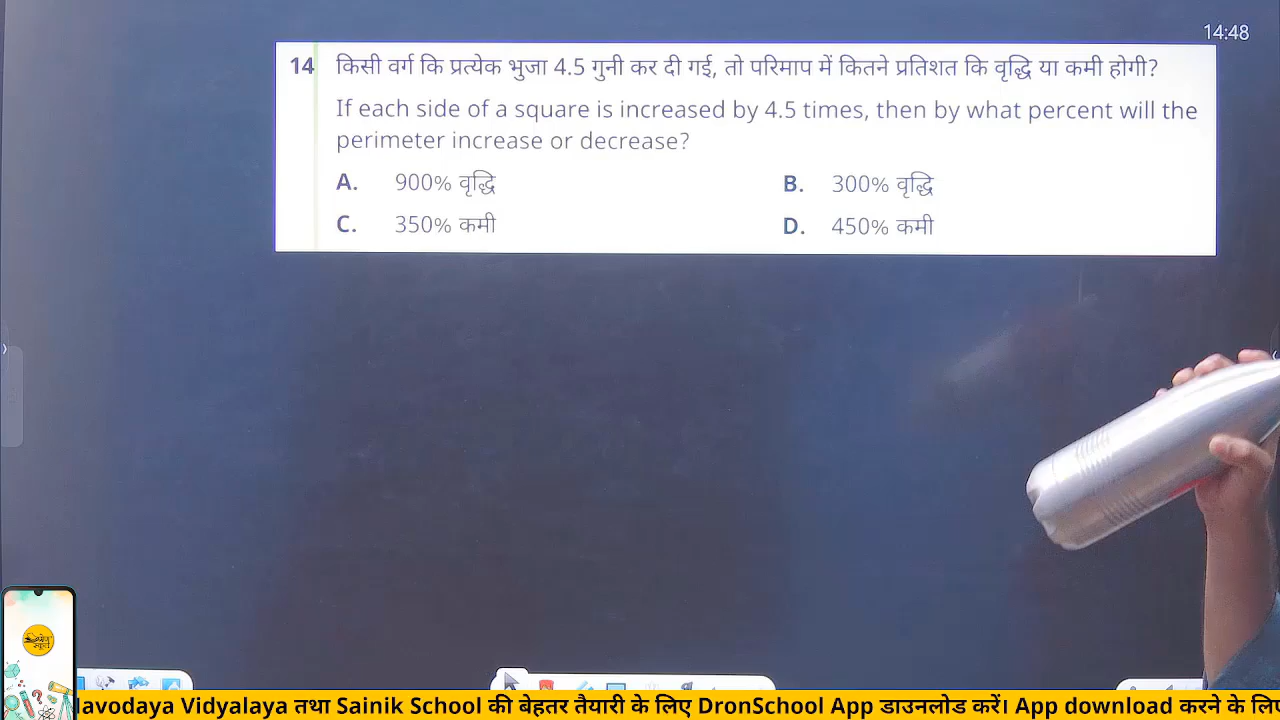 14:48
14 किसी वर्ग कि प्रत्येक भुजा 4.5 गुनी कर दी गई, तो परिमाप में कितने प्रतिशत कि वृद्धि या कमी होगी?
If each side of a square is increased by 4.5 times, then by what percent will the
perimeter increase or decrease?
A. 900% वृद्धि B. 300% वृद्धि
C. 350% कमी D. 450% कमी
Vidyalaya तथा Sainik School की बेहतर तैयारी के लिए DronSchool App डाउनलोड करें। App download करने के